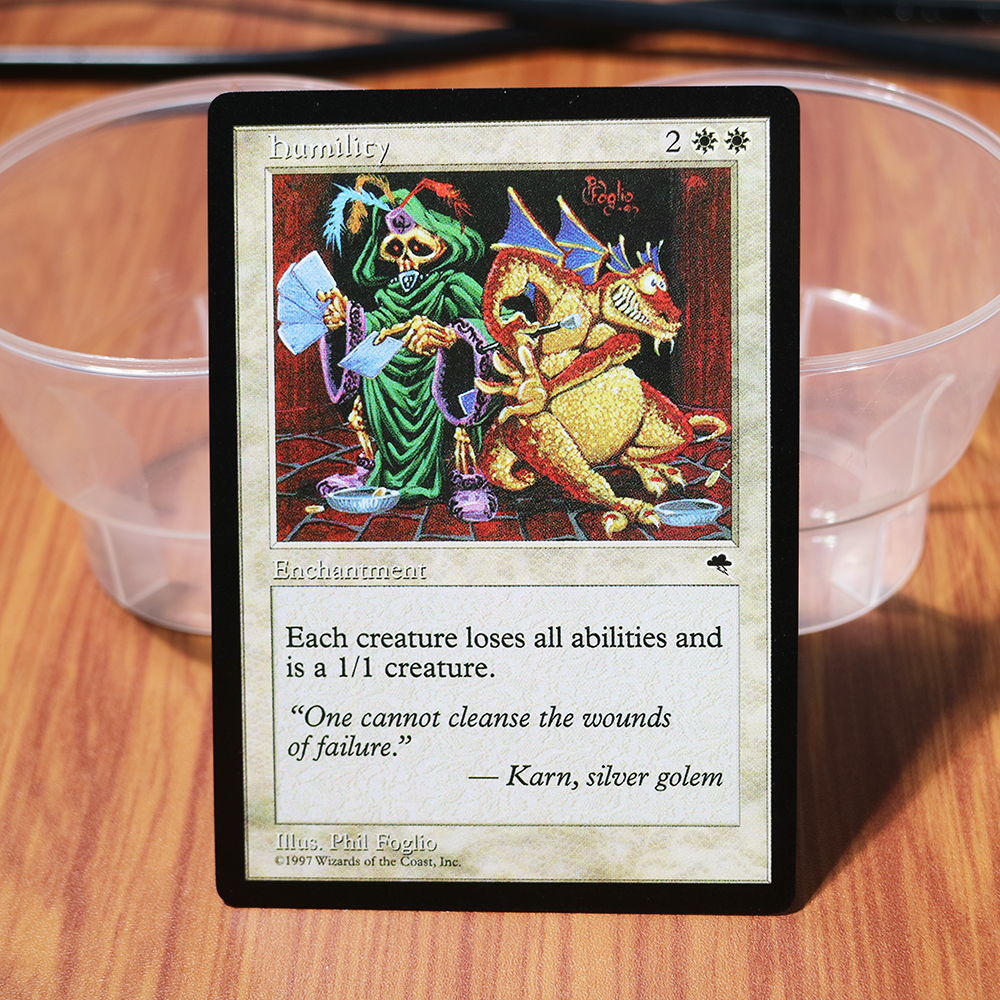 humility 2
PFoglio
Enchantment
Each creature loses all abilities and
is a 1/1 creature.
“One cannot cleanse the wounds
of failure.”
— Karn, silver golem
Illus. Phil Foglio
©1997 Wizards of the Coast, Inc.